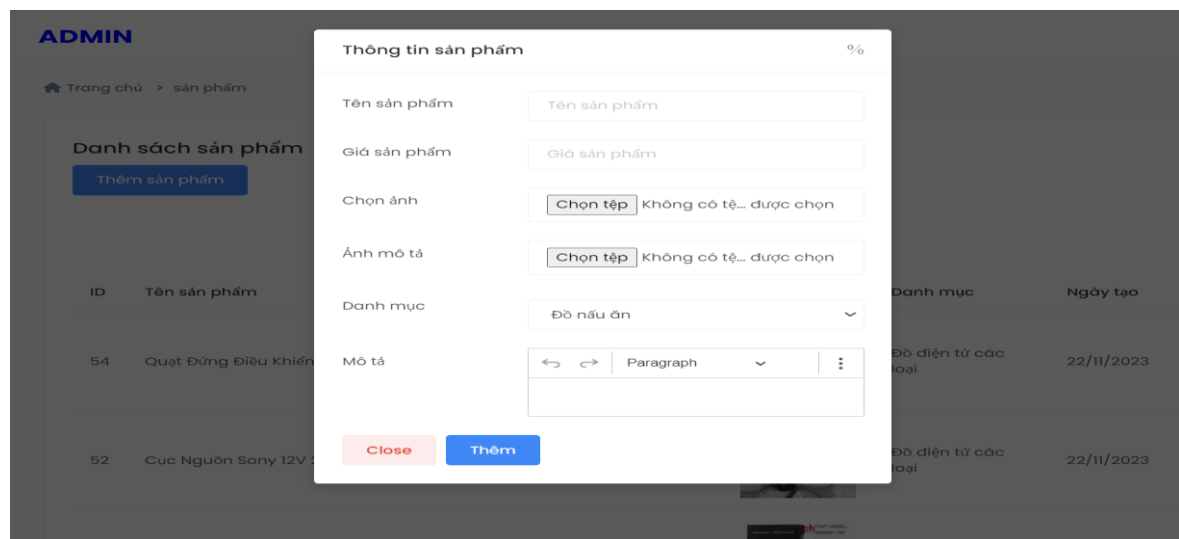 ADMIN
Trang chủ > sản phẩm
Danh sách sản phẩm
Thêm sản phẩm
ID Tên sản phẩm Danh mục Ngày tạo
54 Quạt Đứng Điều Khiển Đồ điện tử các loại 22/11/2023
52 Cục Nguồn Sony 12V Đồ điện tử các loại 22/11/2023
Thông tin sản phẩm %
Tên sản phẩm Tên sản phẩm
Giá sản phẩm Giá sản phẩm
Chọn ảnh Chọn tệp Không có tệ... được chọn
Ảnh mô tả Chọn tệp Không có tệ... được chọn
Danh mục Đồ nấu ăn
Mô tả Paragraph
Close Thêm